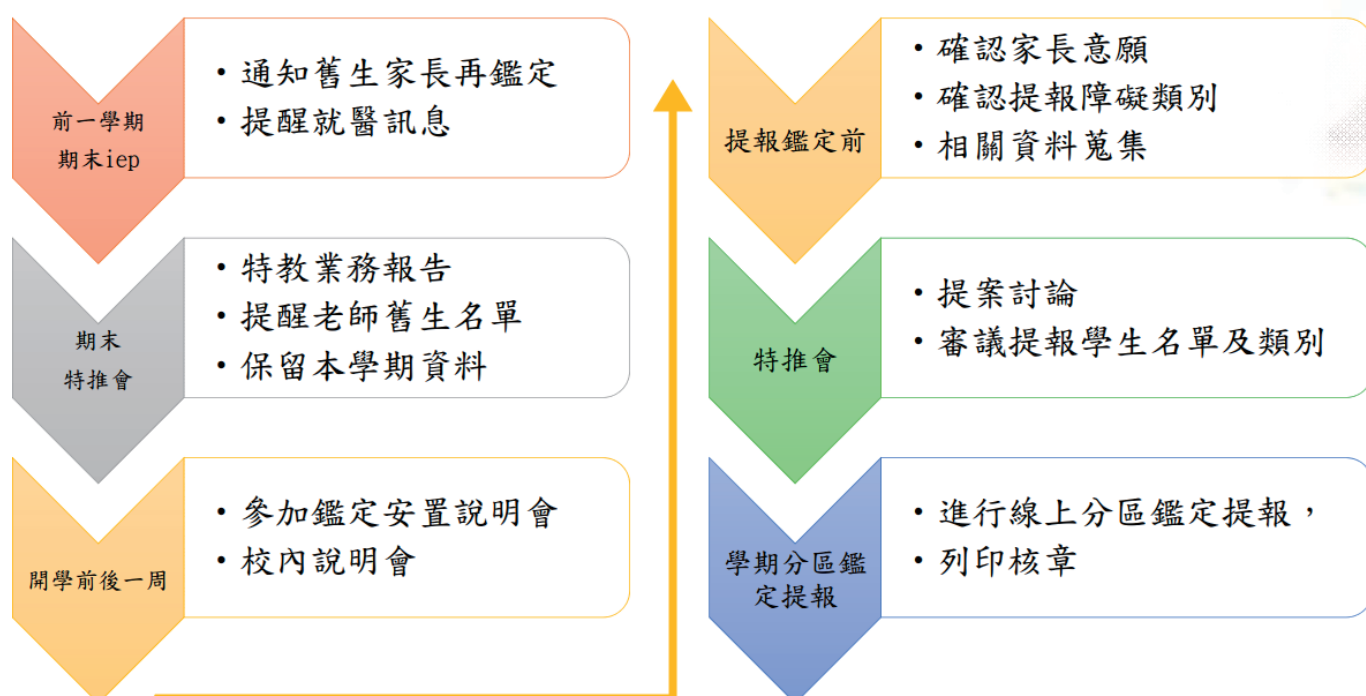 前一學期
期末iep
• 通知舊生家長再鑑定
• 提醒就醫訊息
期末
特推會
• 特教業務報告
• 提醒老師舊生名單
• 保留本學期資料
開學前後一周
• 參加鑑定安置說明會
• 校內說明會
提報鑑定前
• 確認家長意願
• 確認提報障礙類別
• 相關資料蒐集
特推會
• 提案討論
• 審議提報學生名單及類別
學期分區鑑
定提報
• 進行線上分區鑑定提報，
• 列印核章